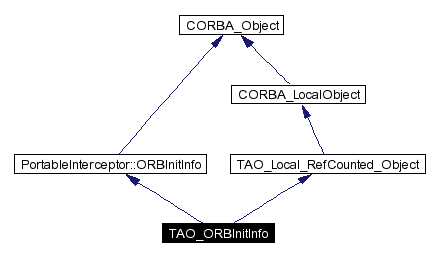 CORBA_Object
CORBA_LocalObject
PortableInterceptor::ORBInitInfo
TAO_Local_RefCounted_Object
TAO_ORBInitInfo